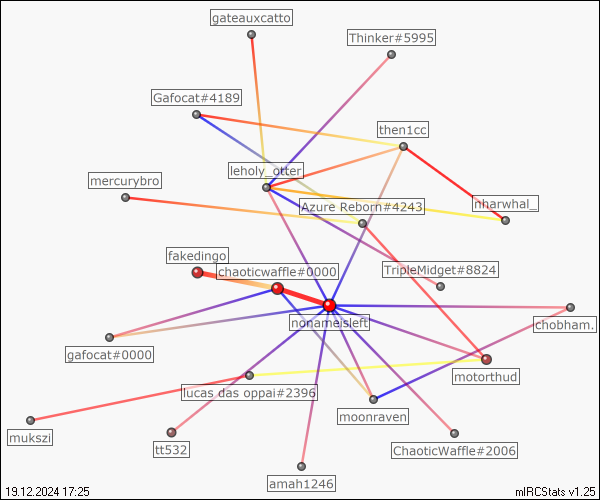 gateauxcatto
Thinker#5995
Gafocat#4189
then1cc
leholy_otter
mercurybro
Azure Reborn#4243
nharwhal_
fakedingo
chaoticwaffle#0000
TripleMidget#8824
nonameisleft
chobham.
gafocat#0000
motorthud
lucas das oppai#2396
moonraven
mukszi
tt532
ChaoticWaffle#2006
amah1246
19.12.2024 17:25
mIRCStats v1.25